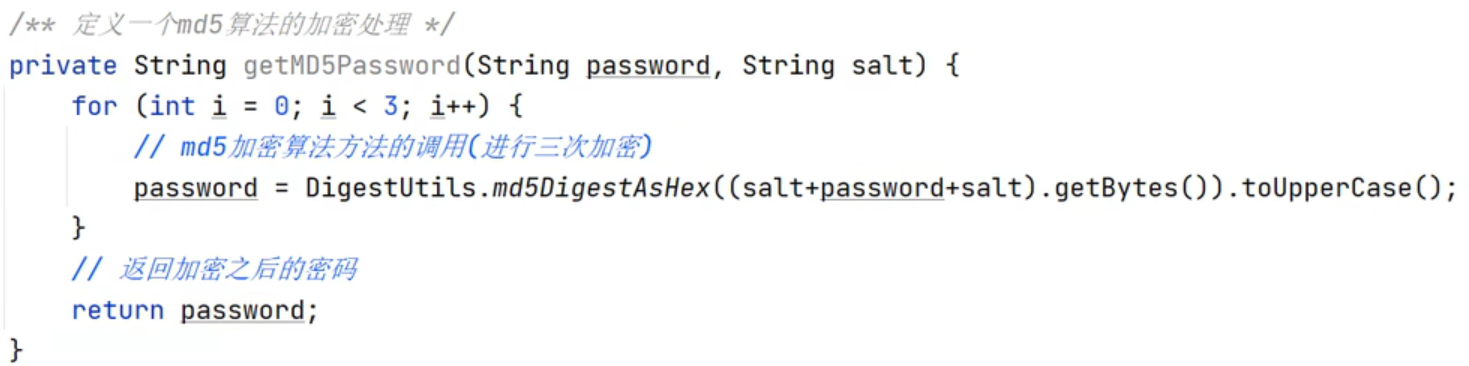 /** 定义一个md5算法的加密处理 */
private String getMD5Password(String password, String salt) {
    for (int i = 0; i < 3; i++) {
        // md5加密算法方法的调用(进行三次加密)
        password = DigestUtils.md5DigestAsHex((salt+password+salt).getBytes()).toUpperCase();
    }
    // 返回加密之后的密码
    return password;
}